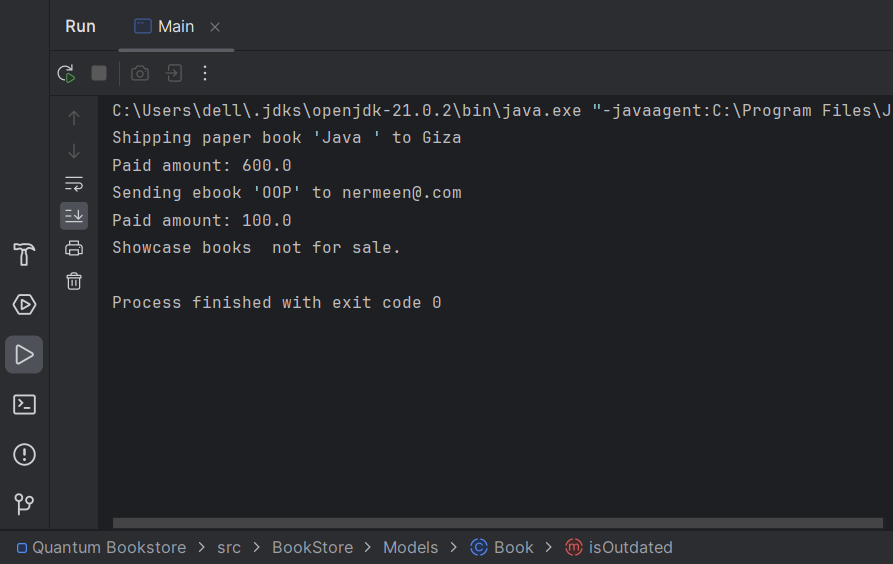 Run Main
C:\Users\dell\.jdks\openjdk-21.0.2\bin\java.exe "-javaagent:C:\Program Files\J
Shipping paper book 'Java ' to Giza
Paid amount: 600.0
Sending ebook 'OOP' to nermeen@.com
Paid amount: 100.0
Showcase books  not for sale.
Process finished with exit code 0
Quantum Bookstore > src > BookStore > Models > C Book > m isOutdated